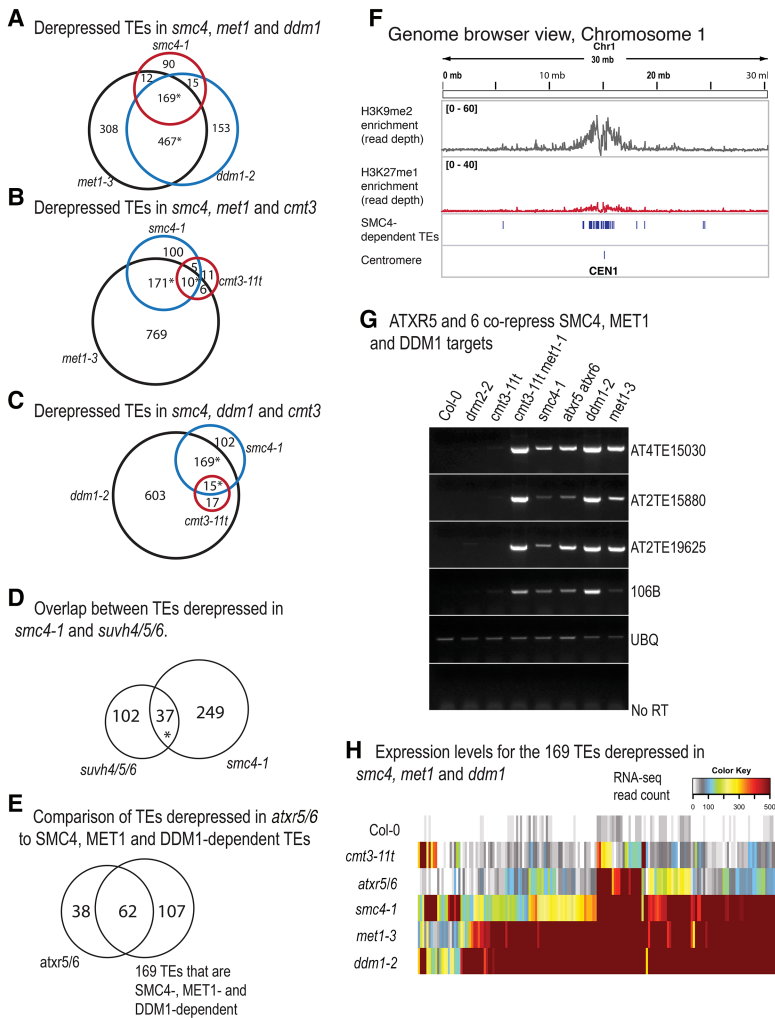 A Derepressed TEs in smc4, met1 and ddm1
smc4-1
90
12
15
169*
308
153
467*
met1-3
ddm1-2
B Derepressed TEs in smc4, met1 and cmt3
smc4-1
100
5
11
171*
10*
cmt3-11t
6
769
met1-3
C Derepressed TEs in smc4, ddm1 and cmt3
102
smc4-1
169*
ddm1-2
603
15*
17
cmt3-11t
D Overlap between TEs derepressed in
smc4-1 and suvh4/5/6.
102
37
249
*
suvh4/5/6
smc4-1
E Comparison of TEs derepressed in atxr5/6
to SMC4, MET1 and DDM1-dependent TEs
38
62
107
atxr5/6
169 TEs that are
SMC4-, MET1- and
DDM1-dependent
F Genome browser view, Chromosome 1
Chr1
30 mb
0 mb
10 mb
20 mb
30 ml
H3K9me2
enrichment
(read depth)
[0 - 60]
H3K27me1
enrichment
(read depth)
[0 - 40]
SMC4-
dependent TEs
Centromere
CEN1
G ATXR5 and 6 co-repress SMC4, MET1
and DDM1 targets
Col-0
drm2-2
cmt3-11t
cmt3-11t met1-1
smc4-1
atxr5 atxr6
ddm1-2
met1-3
AT4TE15030
AT2TE15880
AT2TE19625
106B
UBQ
No RT
H Expression levels for the 169 TEs derepressed in
smc4, met1 and ddm1
RNA-seq
read count
Color Key
0 100 300 500
Col-0
cmt3-11t
atxr5/6
smc4-1
met1-3
ddm1-2